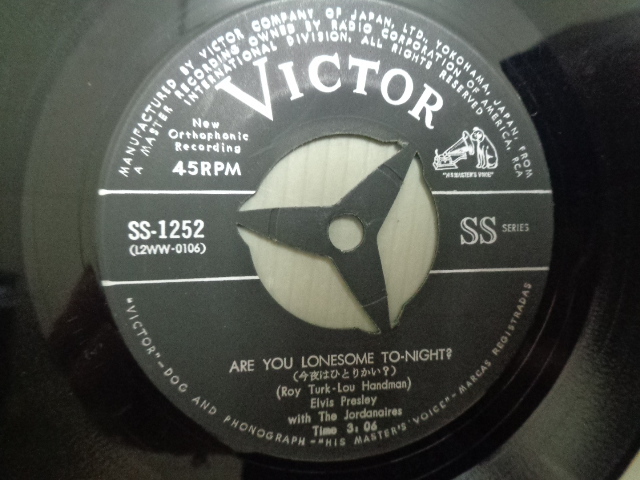 MANUFACTURED BY VICTOR COMPANY OF JAPAN, LTD., YOKOHAMA, JAPAN, FROM
A MASTER RECORDING OWNED BY RADIO CORPORATION OF AMERICA, RCA
INTERNATIONAL DIVISION, ALL RIGHTS RESERVED
VICTOR
New
Orthophonic
Recording
45RPM
"HIS MASTER'S VOICE"
SS-1252
(L2WW-0106)
SS SERIES
ARE YOU LONESOME TO-NIGHT?
(今夜はひとりかい?)
(Roy Turk-Lou Handman)
Elvis Presley
with The Jordanaires
Time 3:06
"VICTOR"-DOG AND PHONOGRAPH-"HIS MASTER'S VOICE"-MARCAS REGISTRADAS